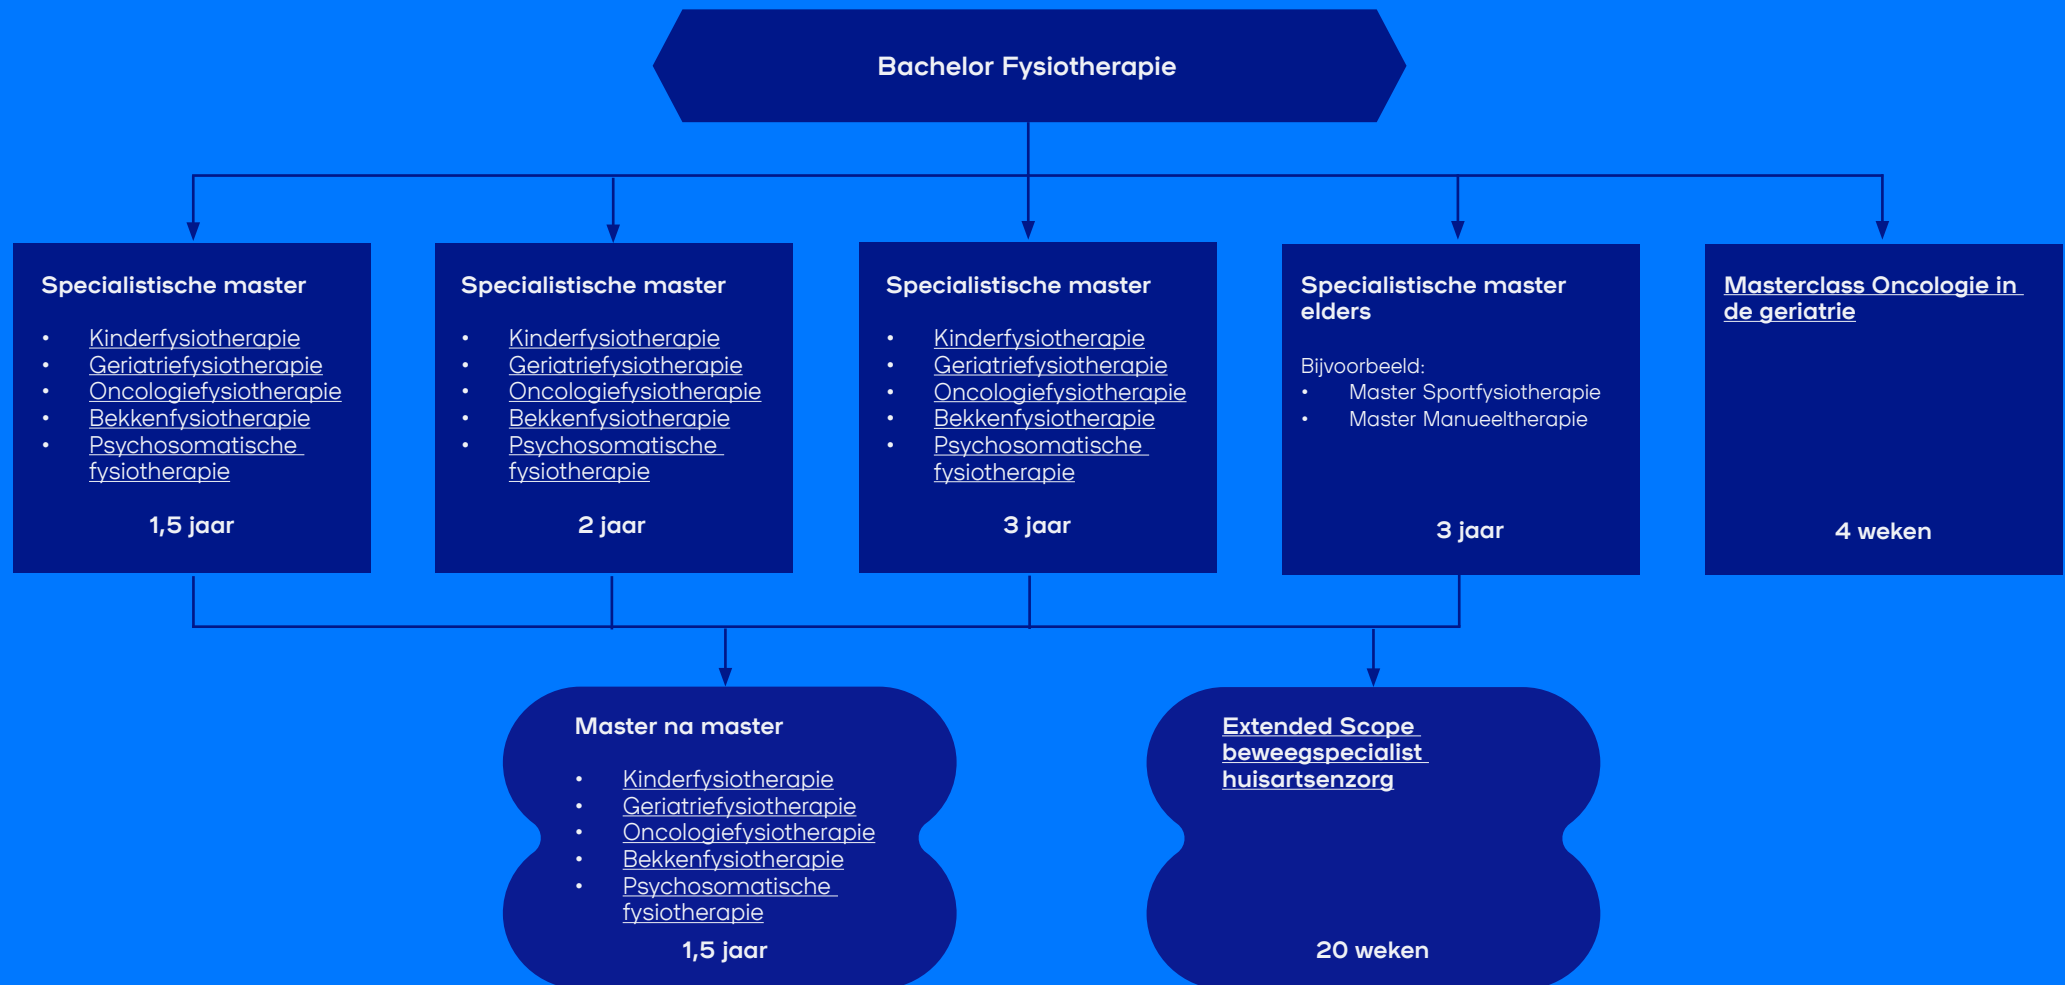 Bachelor Fysiotherapie
Specialistische master
• Kinderfysiotherapie
• Geriatriefysiotherapie
• Oncologiefysiotherapie
• Bekkenfysiotherapie
• Psychosomatische
fysiotherapie
1,5 jaar
Specialistische master
• Kinderfysiotherapie
• Geriatriefysiotherapie
• Oncologiefysiotherapie
• Bekkenfysiotherapie
• Psychosomatische
fysiotherapie
2 jaar
Specialistische master
• Kinderfysiotherapie
• Geriatriefysiotherapie
• Oncologiefysiotherapie
• Bekkenfysiotherapie
• Psychosomatische
fysiotherapie
3 jaar
Specialistische master
elders
Bijvoorbeeld:
• Master Sportfysiotherapie
• Master Manueeltherapie
3 jaar
Masterclass Oncologie in
de geriatrie
4 weken
Master na master
• Kinderfysiotherapie
• Geriatriefysiotherapie
• Oncologiefysiotherapie
• Bekkenfysiotherapie
• Psychosomatische
fysiotherapie
1,5 jaar
Extended Scope
beweegspecialist
huisartsenzorg
20 weken